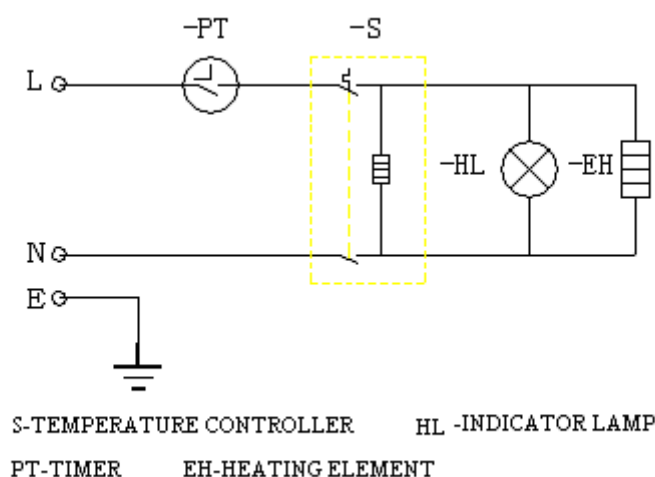 -PT -S
L
-HL -EH
N
E
S-TEMPERATURE CONTROLLER HL -INDICATOR LAMP
PT-TIMER EH-HEATING ELEMENT